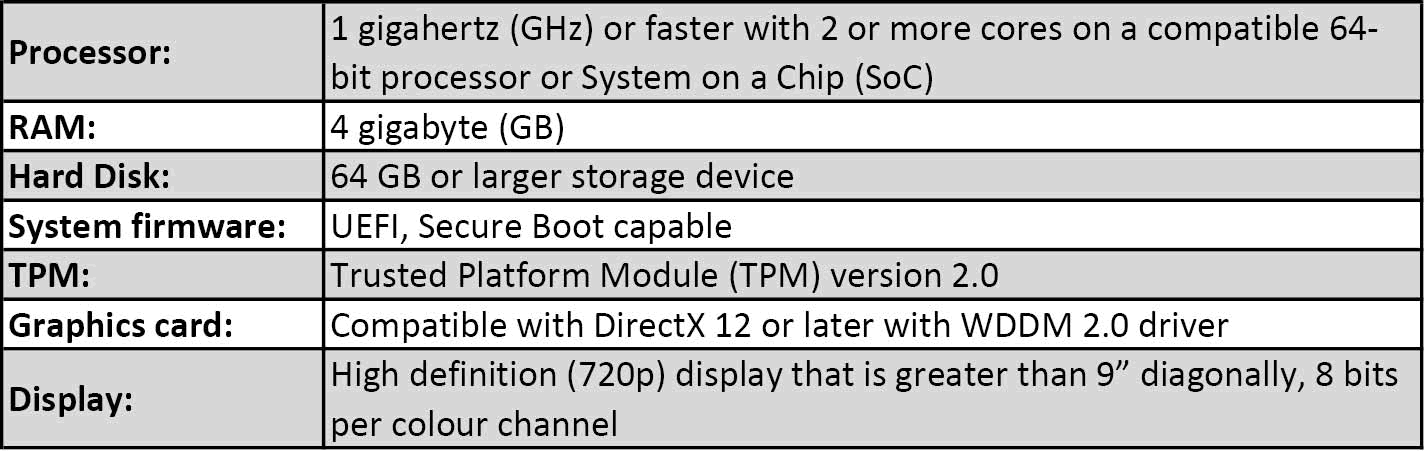 Processor:
1 gigahertz (GHz) or faster with 2 or more cores on a compatible 64-
bit processor or System on a Chip (SoC)
RAM:
4 gigabyte (GB)
Hard Disk:
64 GB or larger storage device
System firmware:
UEFI, Secure Boot capable
TPM:
Trusted Platform Module (TPM) version 2.0
Graphics card:
Compatible with DirectX 12 or later with WDDM 2.0 driver
Display:
High definition (720p) display that is greater than 9” diagonally, 8 bits
per colour channel